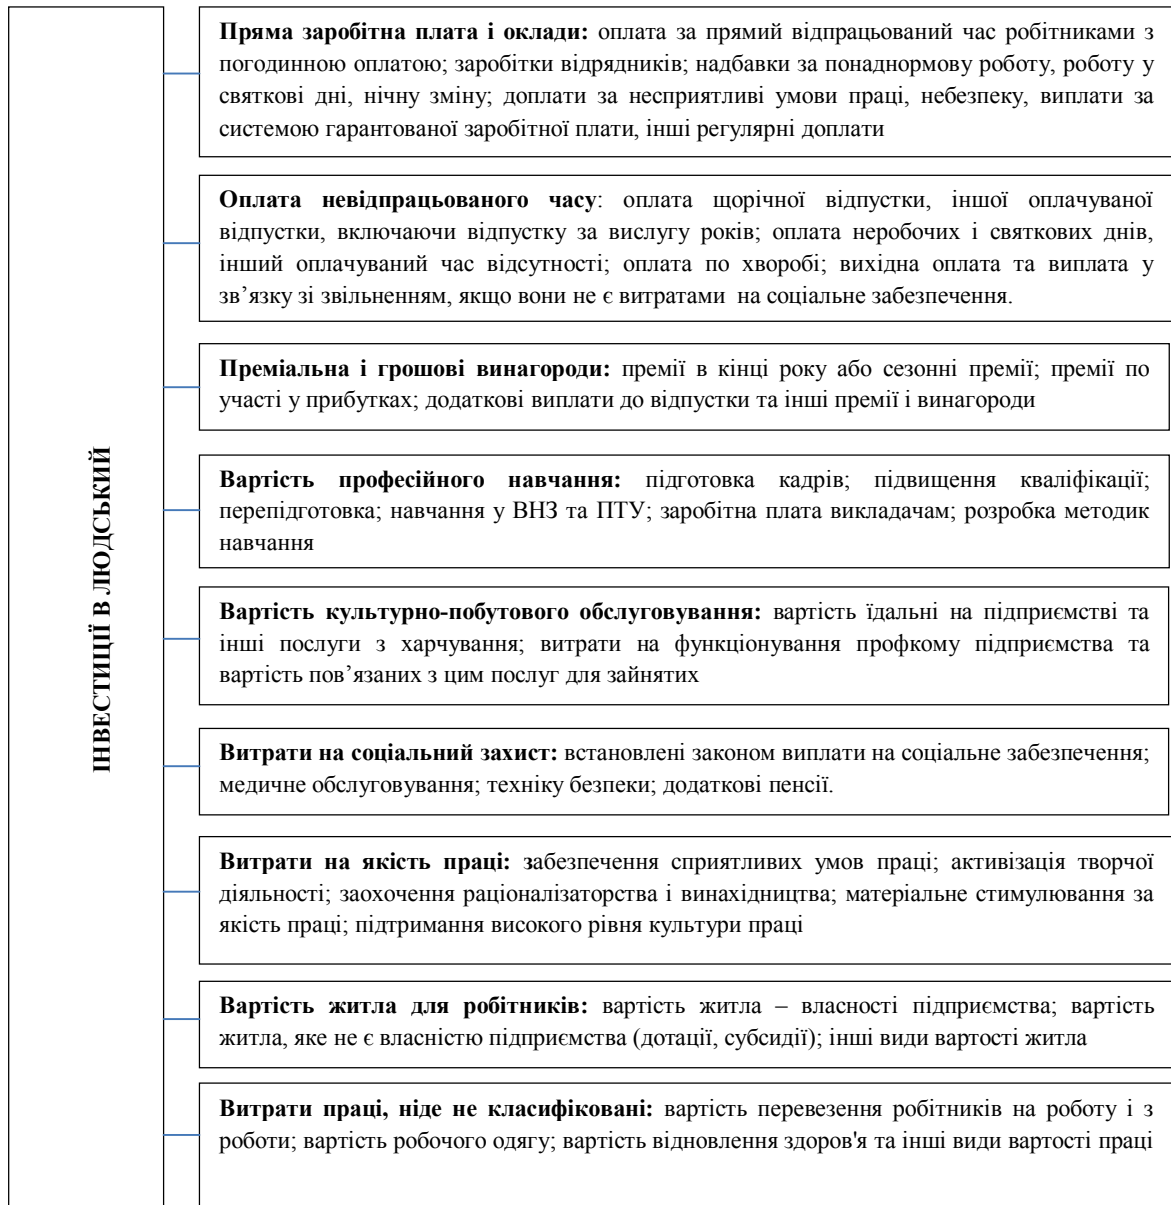 ІНВЕСТИЦІЇ В ЛЮДСЬКИЙ
Пряма заробітна плата і оклади: оплата за прямий відпрацьований час робітниками з
погодинною оплатою; заробітки відрядників; надбавки за понаднормову роботу, роботу у
святкові дні, нічну зміну; доплати за несприятливі умови праці, небезпеку, виплати за
системою гарантованої заробітної плати, інші регулярні доплати
Оплата невідпрацьованого часу: оплата щорічної відпустки, іншої оплачуваної
відпустки, включаючи відпустку за вислугу років; оплата неробочих і святкових днів,
інший оплачуваний час відсутності; оплата по хворобі; вихідна оплата та виплата у
зв’язку зі звільненням, якщо вони не є витратами на соціальне забезпечення.
Преміальна і грошові винагороди: премії в кінці року або сезонні премії; премії по
участі у прибутках; додаткові виплати до відпустки та інші премії і винагороди
Вартість професійного навчання: підготовка кадрів; підвищення кваліфікації;
перепідготовка; навчання у ВНЗ та ПТУ; заробітна плата викладачам; розробка методик
навчання
Вартість культурно-побутового обслуговування: вартість їдальні на підприємстві та
інші послуги з харчування; витрати на функціонування профкому підприємства та
вартість пов’язаних з цим послуг для зайнятих
Витрати на соціальний захист: встановлені законом виплати на соціальне забезпечення;
медичне обслуговування; техніку безпеки; додаткові пенсії.
Витрати на якість праці: забезпечення сприятливих умов праці; активізація творчої
діяльності; заохочення раціоналізаторства і винахідництва; матеріальне стимулювання за
якість праці; підтримання високого рівня культури праці
Вартість житла для робітників: вартість житла – власності підприємства; вартість
житла, яке не є власністю підприємства (дотації, субсидії); інші види вартості житла
Витрати праці, ніде не класифіковані: вартість перевезення робітників на роботу і з
роботи; вартість робочого одягу; вартість відновлення здоров'я та інші види вартості праці